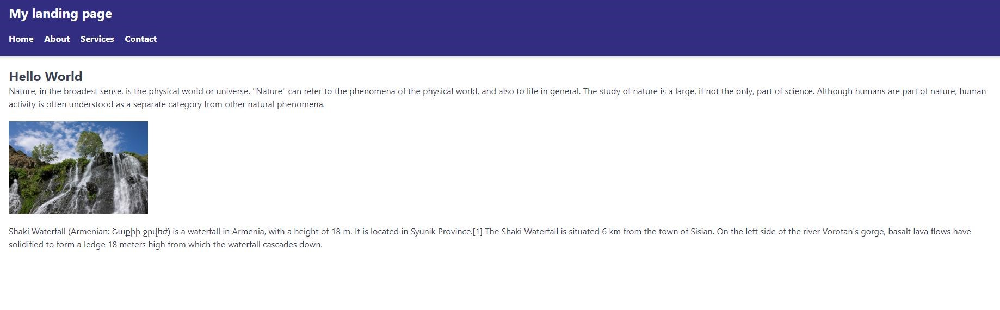 My landing page
Home About Services Contact
Hello World
Nature, in the broadest sense, is the physical world or universe. "Nature" can refer to the phenomena of the physical world, and also to life in general. The study of nature is a large, if not the only, part of science. Although humans are part of nature, human
activity is often understood as a separate category from other natural phenomena.
Shaki Waterfall (Armenian: Շաքիի ջրվեժ) is a waterfall in Armenia, with a height of 18 m. It is located in Syunik Province.[1] The Shaki Waterfall is situated 6 km from the town of Sisian. On the left side of the river Vorotan's gorge, basalt lava flows have
solidified to form a ledge 18 meters high from which the waterfall cascades down.